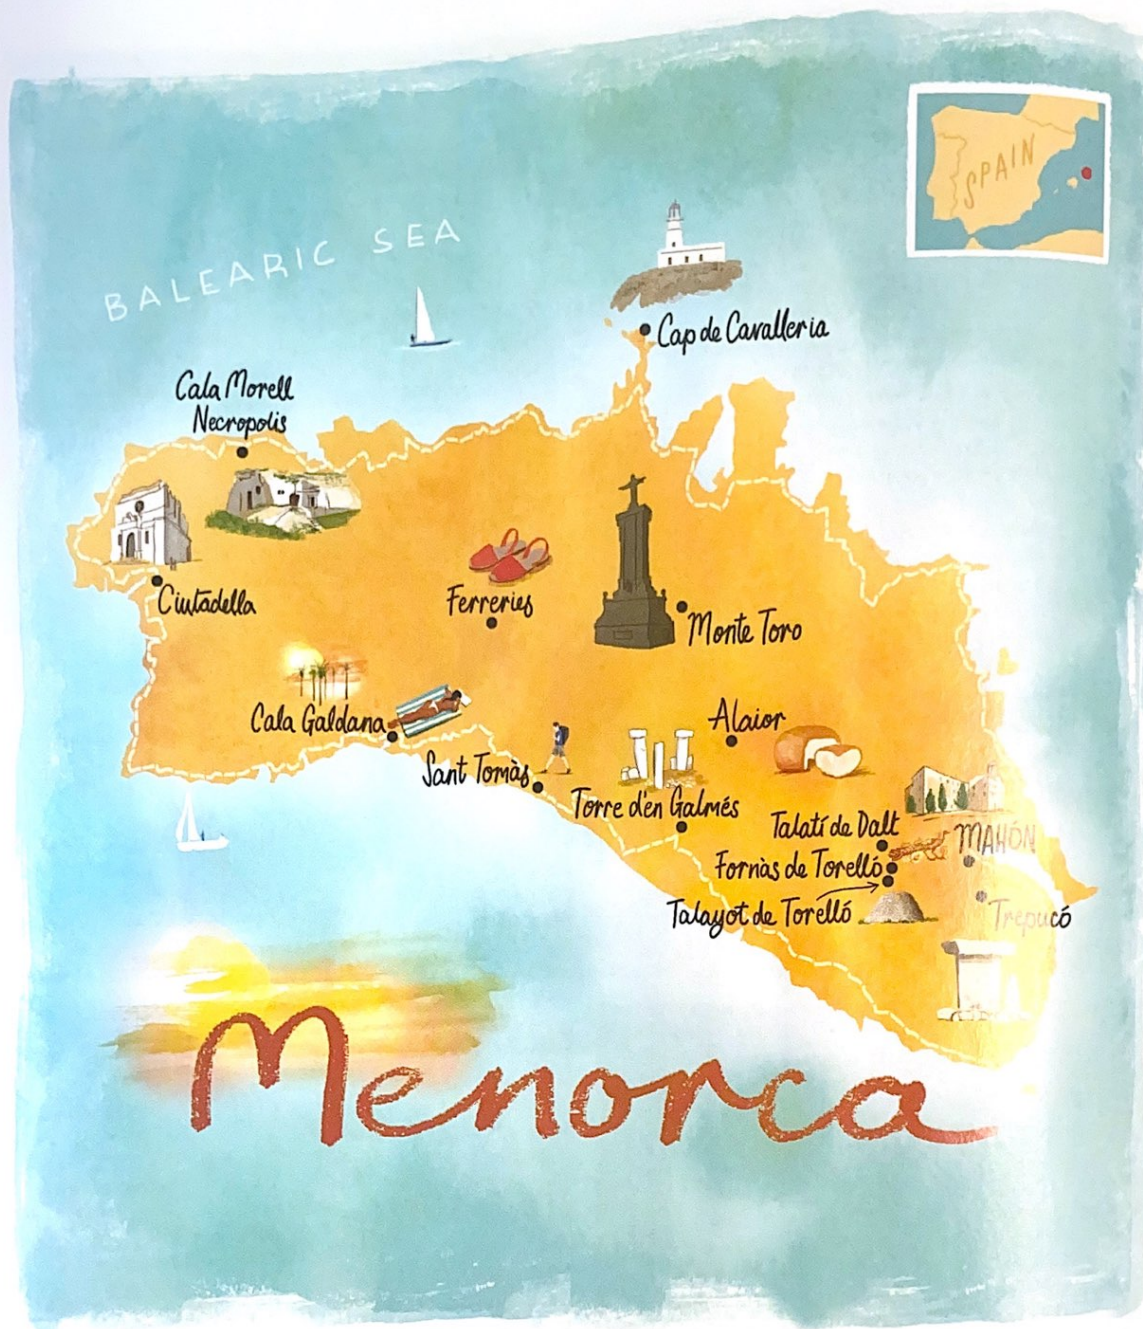 SPAIN
BALEARIC SEA
Cap de Cavalleria
Cala Morell
Necropolis
Ciutadella
Ferreries
Monte Toro
Cala Galdana
Alaior
Sant Tomàs
Torre d'en Galmés
Talatí de Dalt
MAHÓN
Fornàs de Torelló
Talayot de Torelló
Trepucó
Menorca